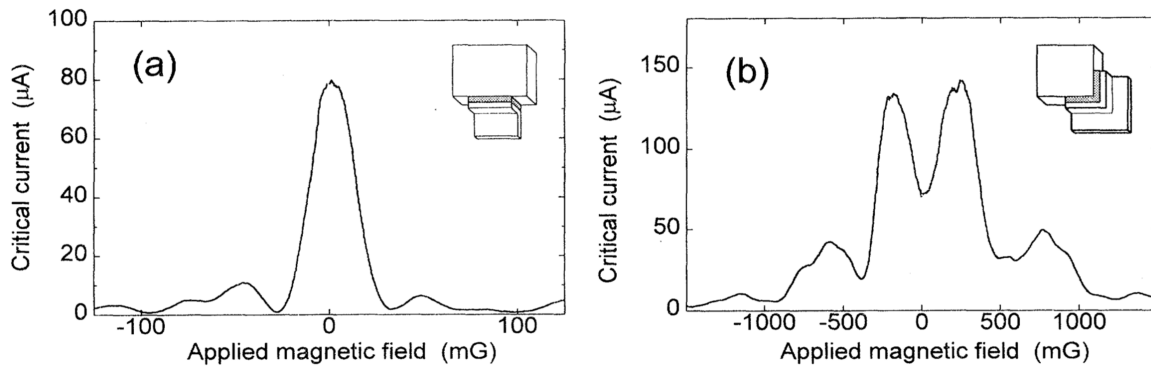 100
80
60
40
20
0
Critical current (µA)
(a)
-100 0 100
Applied magnetic field (mG)
150
100
50
0
Critical current (µA)
(b)
-1000 -500 0 500 1000
Applied magnetic field (mG)